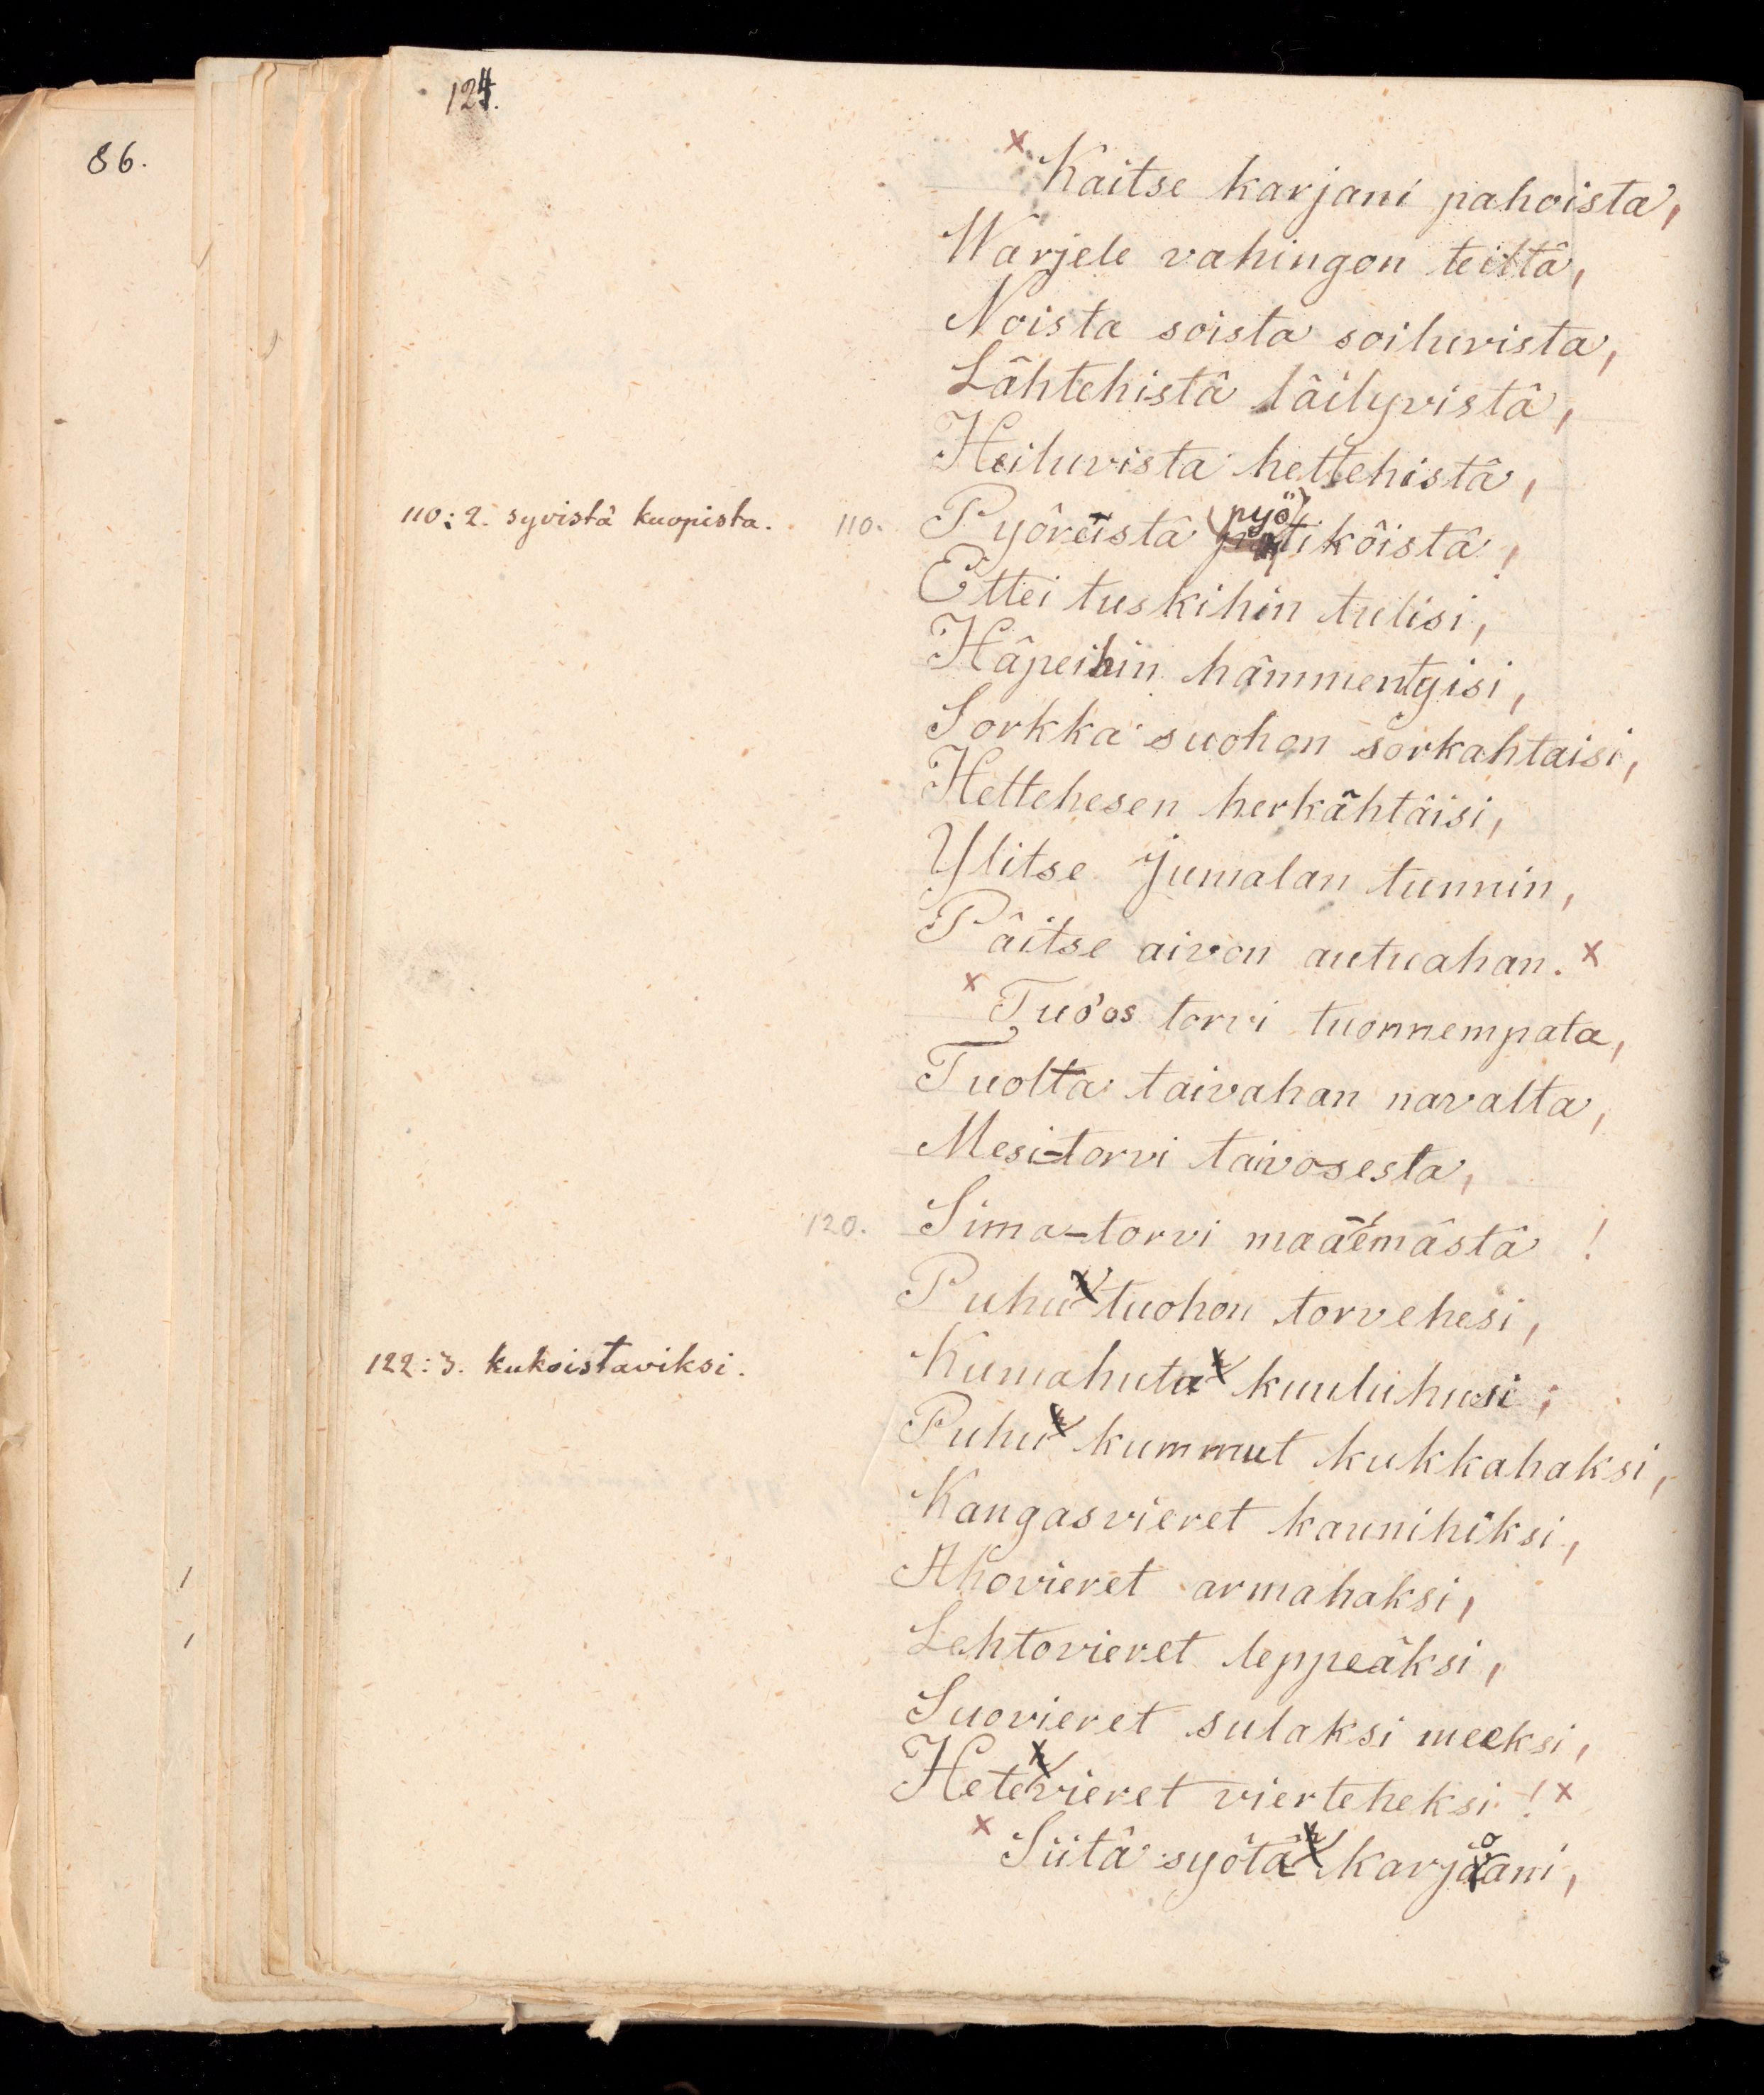 86.
124.
x Kaitse karjani pahoista,
Warjele vahingon teiltä,
Noista soista soiluvista,
Lähtehistä läilyvistä,
Heiluvista hettehistä,
110:2. syvistä kuopista.
110. Pyöreistä pyötiköistä!
Ettei tuskihin tulisi,
Häpeihin hämmentyisi,
Sorkka suohon sorkahtaisi,
Hettehesen herkähtäisi,
Ylitse Jumalan tunnin,
Päitse aivon autuahan. x
x Tuo'os torvi tuonnempata,
Tuolta taivahan navalta,
Mesi-torvi taivosesta,
120. Sima-torvi maaemästä!
Puhu tuohon torvehesi,
122:3. kukoistaviksi.
Kumahuta kuuluhusi;
Puhu kummut kukkahaksi,
Kangasvieret kaunihiksi,
Ahovieret armahaksi,
Lehtovieret leppeäksi,
Suovieret sulaksi meeksi,
Hetevieret vierteheksi! x
x Siitä syötä karjoani,